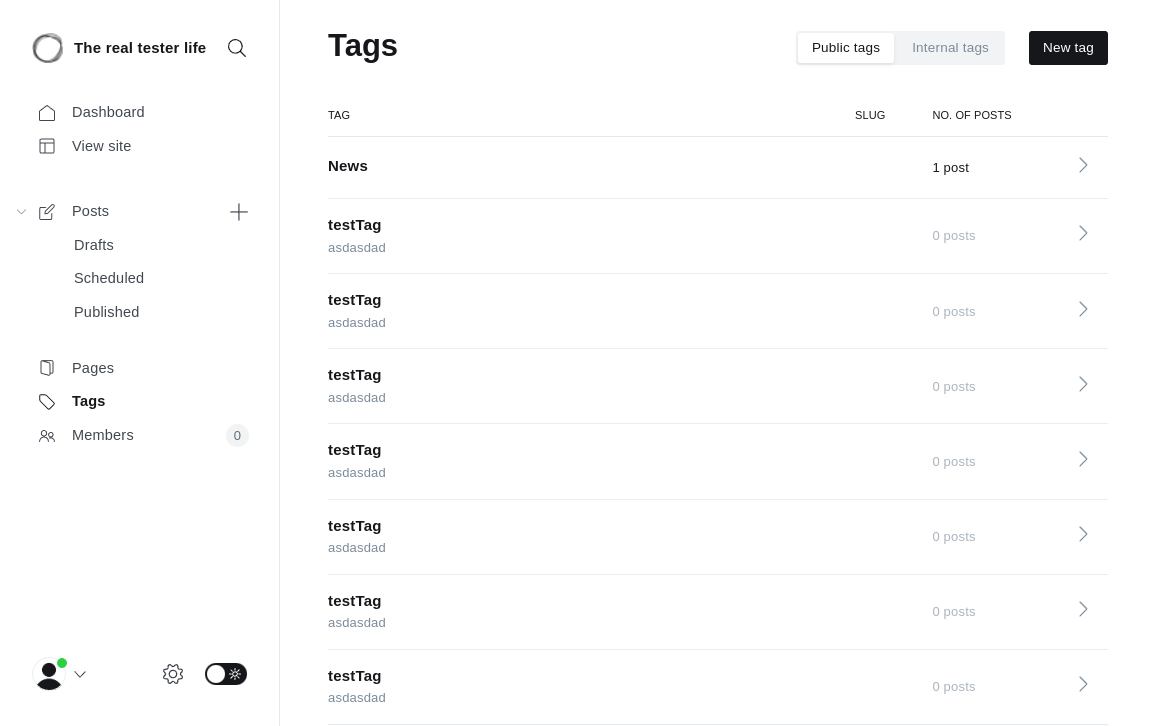 The real tester life
Dashboard
View site
Posts
Drafts
Scheduled
Published
Pages
Tags
Members
0
Tags
Public tags
Internal tags
New tag
TAG SLUG NO. OF POSTS
News
1 post
testTag
asdasdad
0 posts
testTag
asdasdad
0 posts
testTag
asdasdad
0 posts
testTag
asdasdad
0 posts
testTag
asdasdad
0 posts
testTag
asdasdad
0 posts
testTag
asdasdad
0 posts